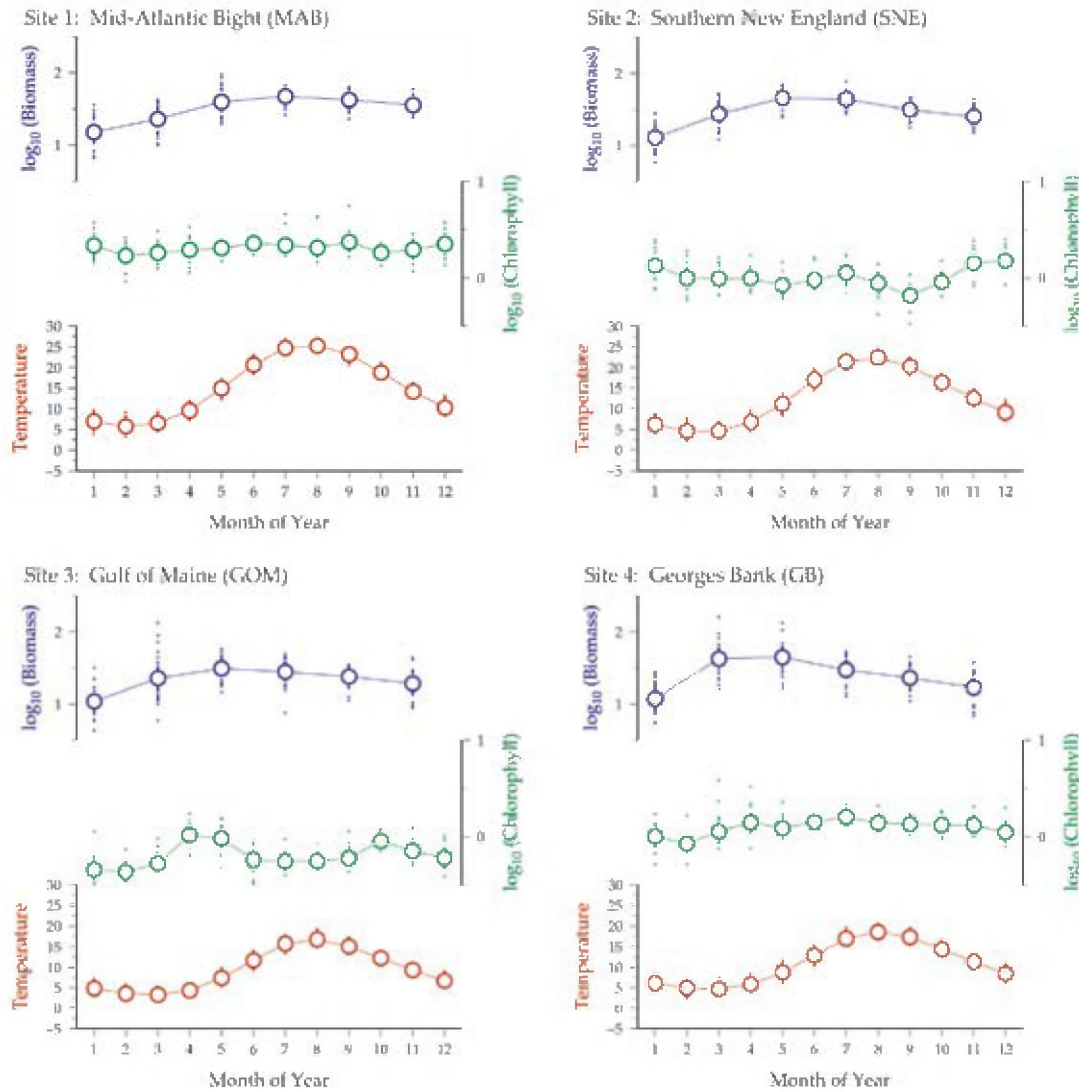 Site 1: Mid-Atlantic Bight (MAB)
log₁₀ (Biomass)
2
1
1
0
log₁₀ (Chlorophyll)
Temperature
30
25
20
15
10
5
0
−5
1 2 3 4 5 6 7 8 9 10 11 12
Month of Year
Site 2: Southern New England (SNE)
log₁₀ (Biomass)
2
1
1
0
log₁₀ (Chlorophyll)
Temperature
30
25
20
15
10
5
0
−5
1 2 3 4 5 6 7 8 9 10 11 12
Month of Year
Site 3: Gulf of Maine (GOM)
log₁₀ (Biomass)
2
1
1
0
log₁₀ (Chlorophyll)
Temperature
30
25
20
15
10
5
0
−5
1 2 3 4 5 6 7 8 9 10 11 12
Month of Year
Site 4: Georges Bank (GB)
log₁₀ (Biomass)
2
1
1
0
log₁₀ (Chlorophyll)
Temperature
30
25
20
15
10
5
0
−5
1 2 3 4 5 6 7 8 9 10 11 12
Month of Year